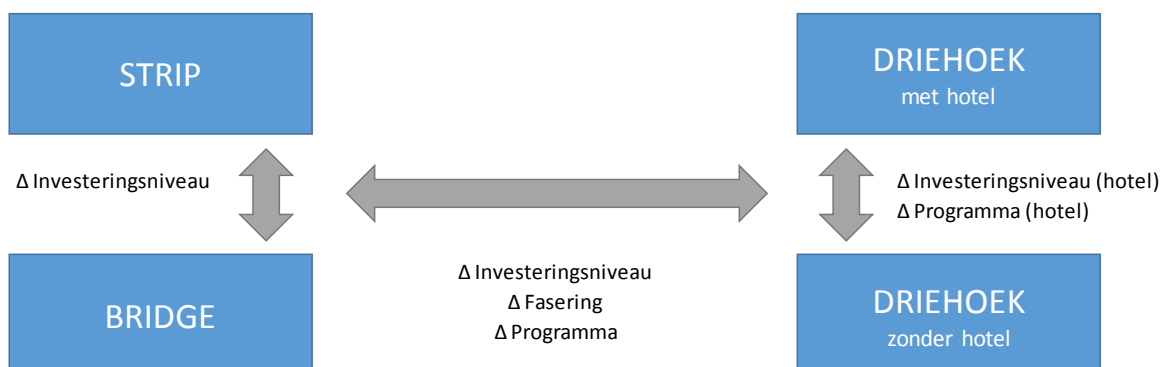 STRIP
DRIEHOEK
met hotel
Δ Investeringsniveau
Δ Investeringsniveau (hotel)
Δ Programma (hotel)
Δ Investeringsniveau
Δ Fasering
Δ Programma
BRIDGE
DRIEHOEK
zonder hotel